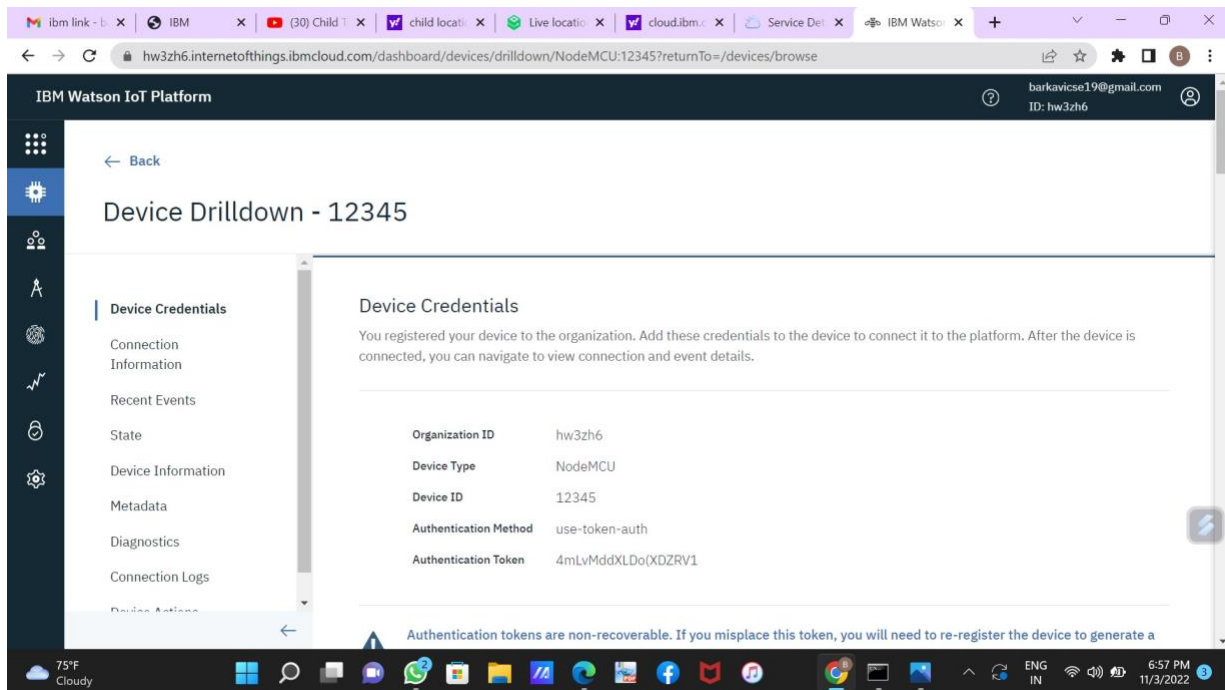 ibm link - b
IBM
(30) Child T
child locatic
Live locatio
cloud.ibm.c
Service Det
IBM Watson
hw3zh6.internetofthings.ibmcloud.com/dashboard/devices/drilldown/NodeMCU:12345?returnTo=/devices/browse
B
IBM Watson IoT Platform
barkavicse19@gmail.com
ID: hw3zh6
Back
Device Drilldown - 12345
Device Credentials
Connection
Information
Recent Events
State
Device Information
Metadata
Diagnostics
Connection Logs
Device Actions
Device Credentials
You registered your device to the organization. Add these credentials to the device to connect it to the platform. After the device is
connected, you can navigate to view connection and event details.
Organization ID hw3zh6
Device Type NodeMCU
Device ID 12345
Authentication Method use-token-auth
Authentication Token 4mLvMddXLDo(XDZRV1
Authentication tokens are non-recoverable. If you misplace this token, you will need to re-register the device to generate a
75°F
Cloudy
2
ENG
IN
6:57 PM
11/3/2022
3